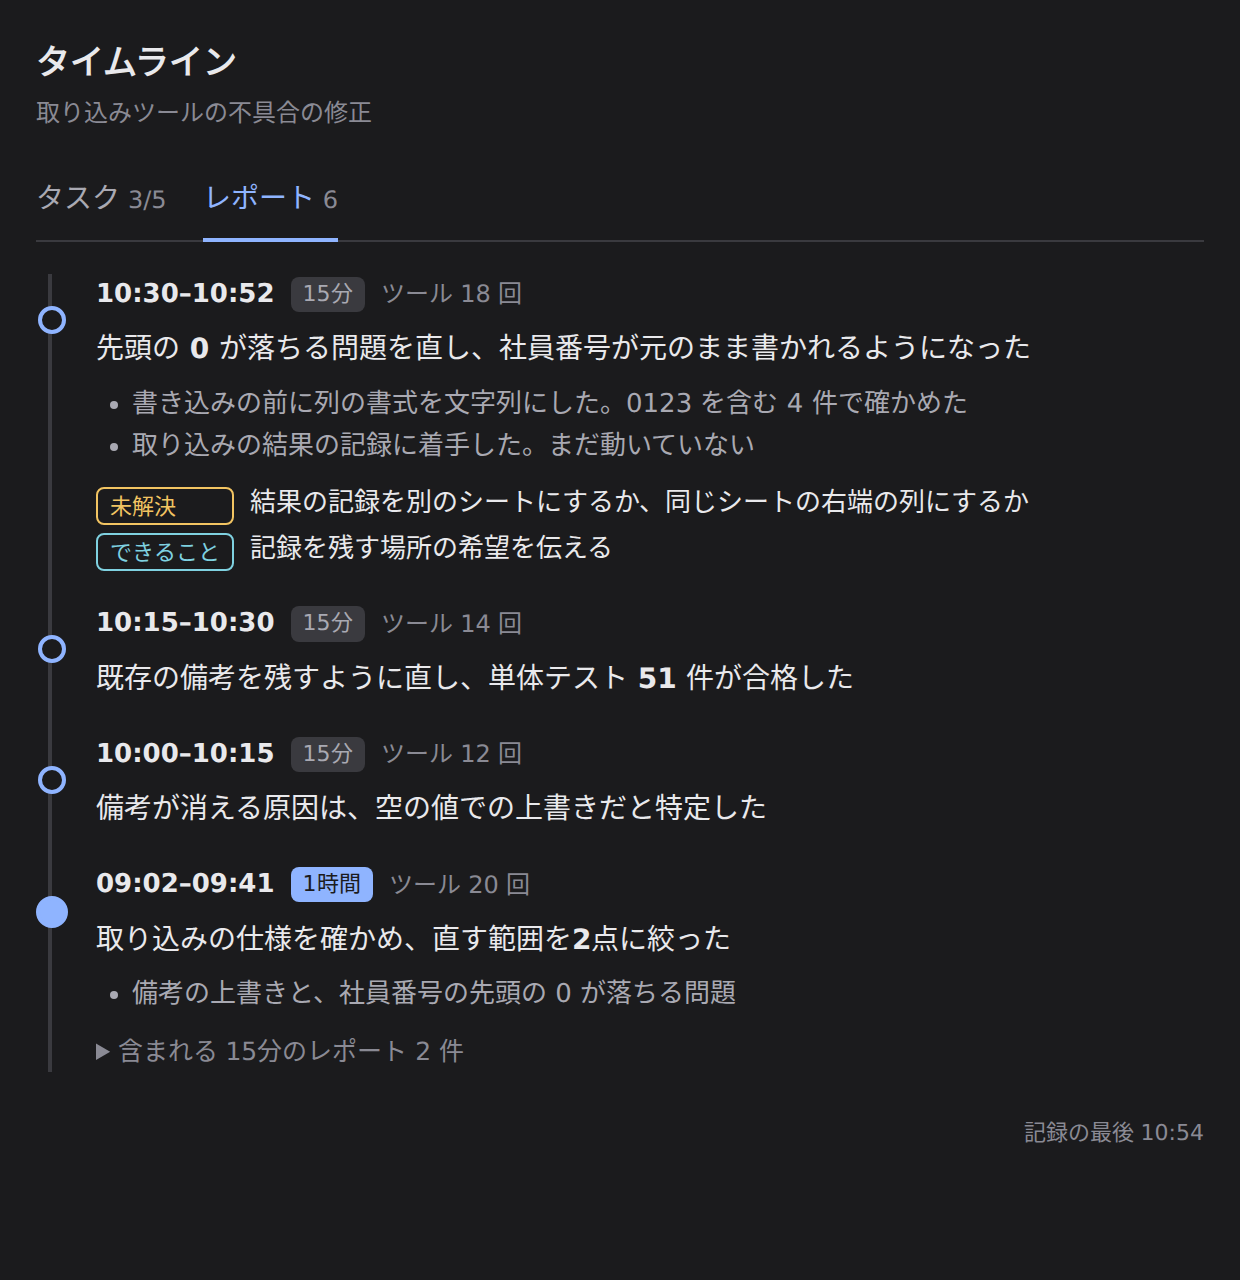 タイムライン
取り込みツールの不具合の修正
タスク 3/5 レポート 6
10:30–10:52 15分 ツール 18 回
先頭の 0 が落ちる問題を直し、社員番号が元のまま書かれるようになった
• 書き込みの前に列の書式を文字列にした。0123 を含む 4 件で確かめた
• 取り込みの結果の記録に着手した。まだ動いていない
未解決 結果の記録を別のシートにするか、同じシートの右端の列にするか
できること 記録を残す場所の希望を伝える
10:15–10:30 15分 ツール 14 回
既存の備考を残すように直し、単体テスト 51 件が合格した
10:00–10:15 15分 ツール 12 回
備考が消える原因は、空の値での上書きだと特定した
09:02–09:41 1時間 ツール 20 回
取り込みの仕様を確かめ、直す範囲を2点に絞った
• 備考の上書きと、社員番号の先頭の 0 が落ちる問題
▶ 含まれる 15分のレポート 2 件
記録の最後 10:54